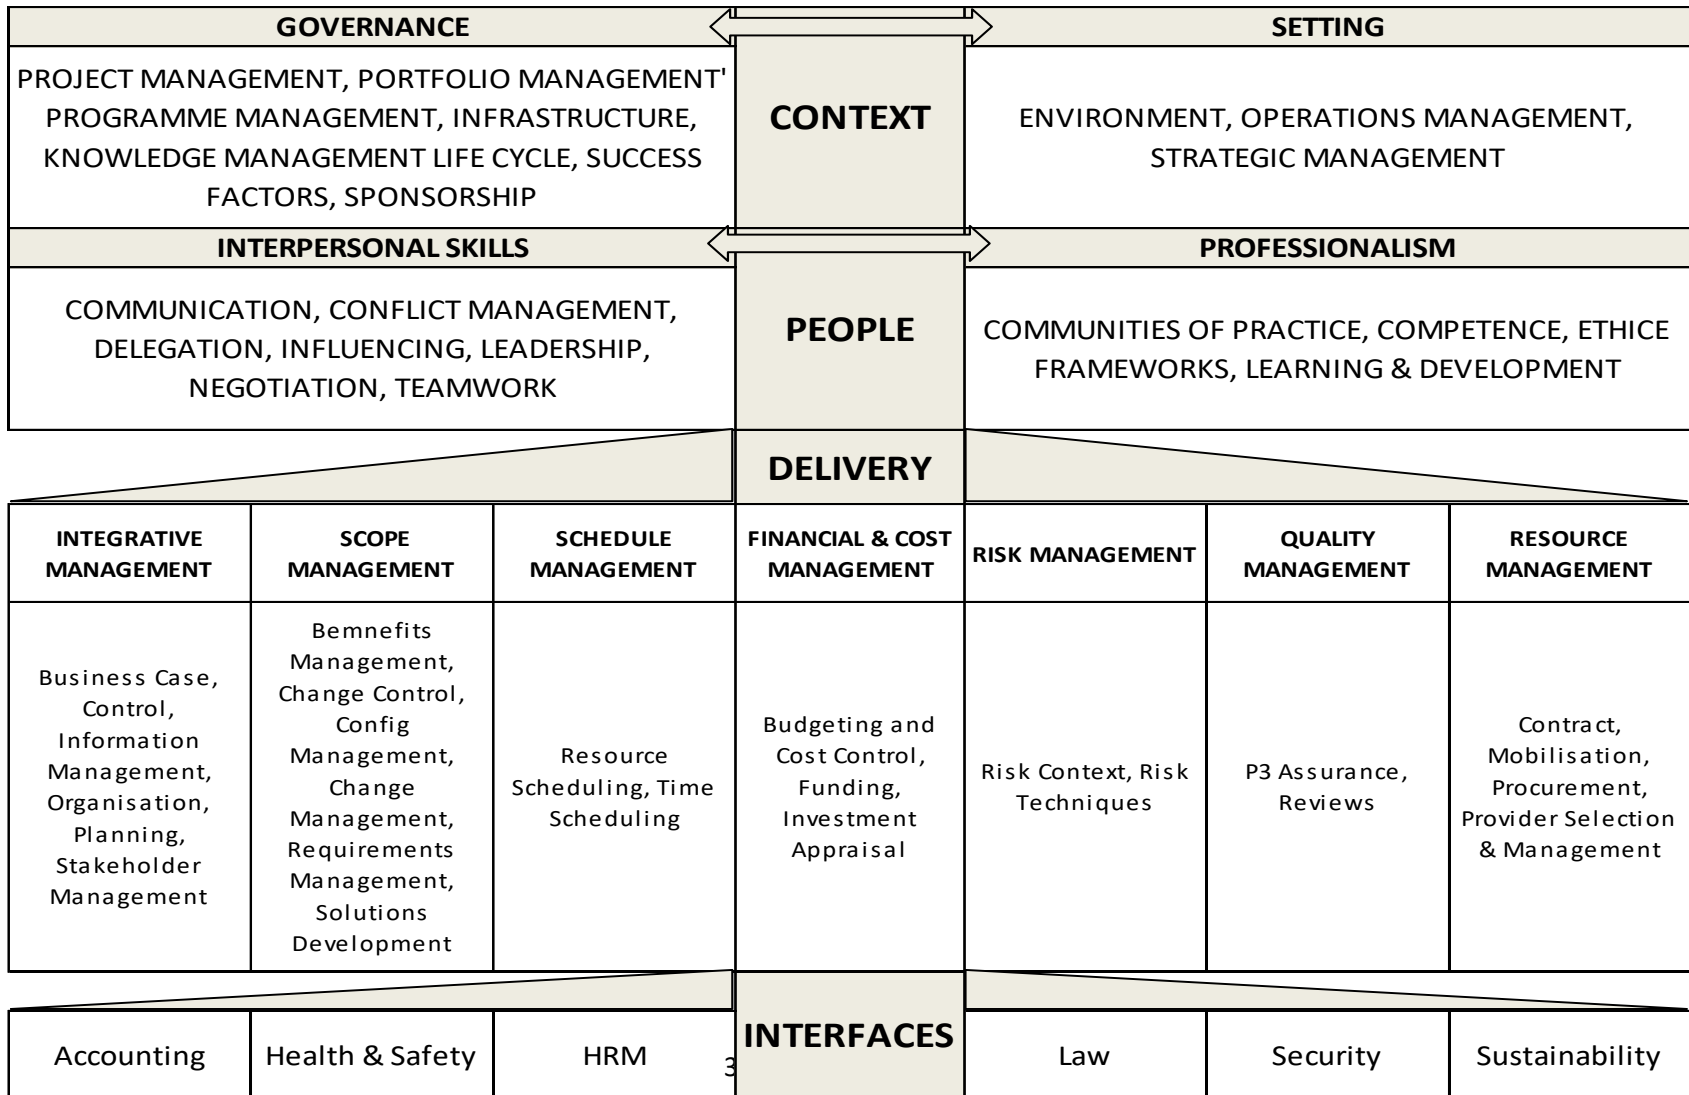 GOVERNANCE
SETTING
PROJECT MANAGEMENT, PORTFOLIO MANAGEMENT'
PROGRAMME MANAGEMENT, INFRASTRUCTURE,
KNOWLEDGE MANAGEMENT LIFE CYCLE, SUCCESS
FACTORS, SPONSORSHIP
CONTEXT
ENVIRONMENT, OPERATIONS MANAGEMENT,
STRATEGIC MANAGEMENT
INTERPERSONAL SKILLS
PROFESSIONALISM
COMMUNICATION, CONFLICT MANAGEMENT,
DELEGATION, INFLUENCING, LEADERSHIP,
NEGOTIATION, TEAMWORK
PEOPLE
COMMUNITIES OF PRACTICE, COMPETENCE, ETHICE
FRAMEWORKS, LEARNING & DEVELOPMENT
DELIVERY
INTEGRATIVE
MANAGEMENT
SCOPE
MANAGEMENT
SCHEDULE
MANAGEMENT
FINANCIAL & COST
MANAGEMENT
RISK MANAGEMENT
QUALITY
MANAGEMENT
RESOURCE
MANAGEMENT
Business Case,
Control,
Information
Management,
Organisation,
Planning,
Stakeholder
Management
Bemnefits
Management,
Change Control,
Config
Management,
Change
Management,
Requirements
Management,
Solutions
Development
Resource
Scheduling, Time
Scheduling
Budgeting and
Cost Control,
Funding,
Investment
Appraisal
Risk Context, Risk
Techniques
P3 Assurance,
Reviews
Contract,
Mobilisation,
Procurement,
Provider Selection
& Management
Accounting
Health & Safety
HRM
3
INTERFACES
Law
Security
Sustainability